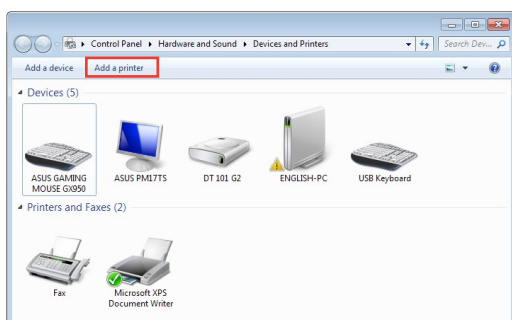 Control Panel ▸ Hardware and Sound ▸ Devices and Printers
Search Dev...
Add a device
Add a printer
Devices (5)
ASUS GAMING
MOUSE GX950
ASUS PM17TS
DT 101 G2
ENGLISH-PC
USB Keyboard
Printers and Faxes (2)
Fax
Microsoft XPS
Document Writer